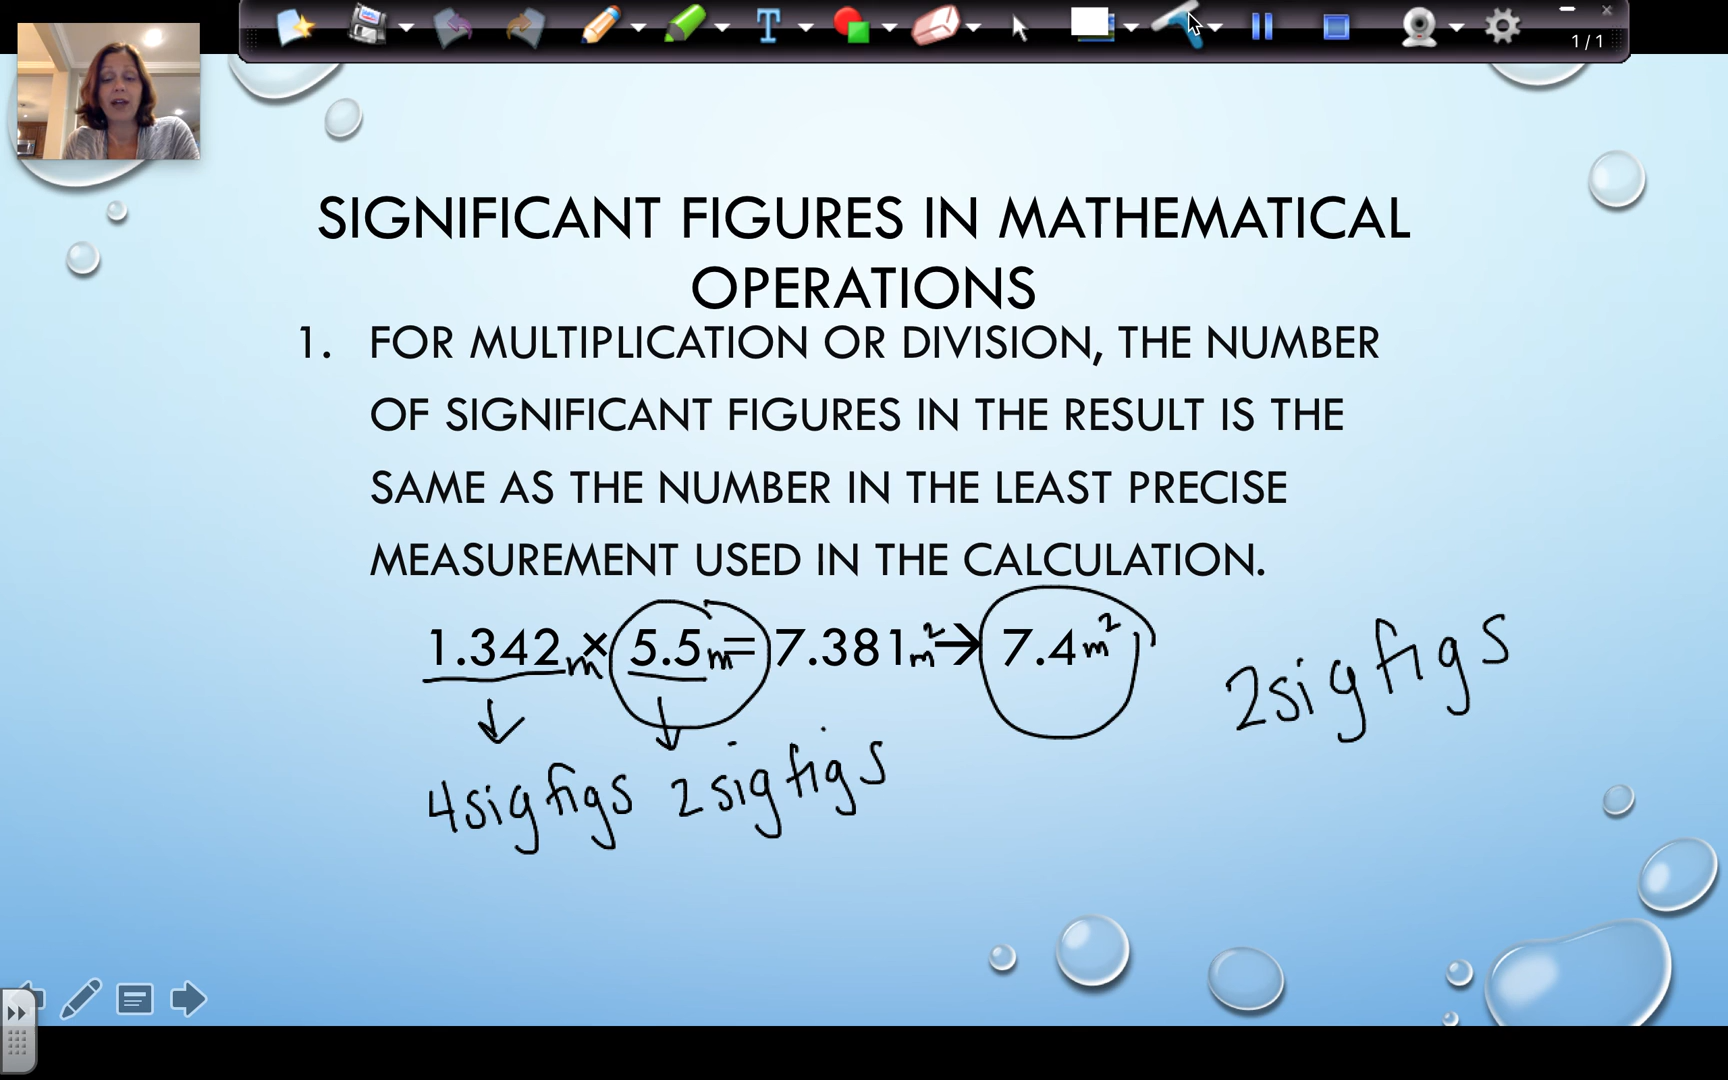 1 / 1
SIGNIFICANT FIGURES IN MATHEMATICAL
OPERATIONS
1. FOR MULTIPLICATION OR DIVISION, THE NUMBER
OF SIGNIFICANT FIGURES IN THE RESULT IS THE
SAME AS THE NUMBER IN THE LEAST PRECISE
MEASUREMENT USED IN THE CALCULATION.
1.342m × 5.5m = 7.381m² → 7.4m² 2sigfigs
4sigfigs 2sigfigs